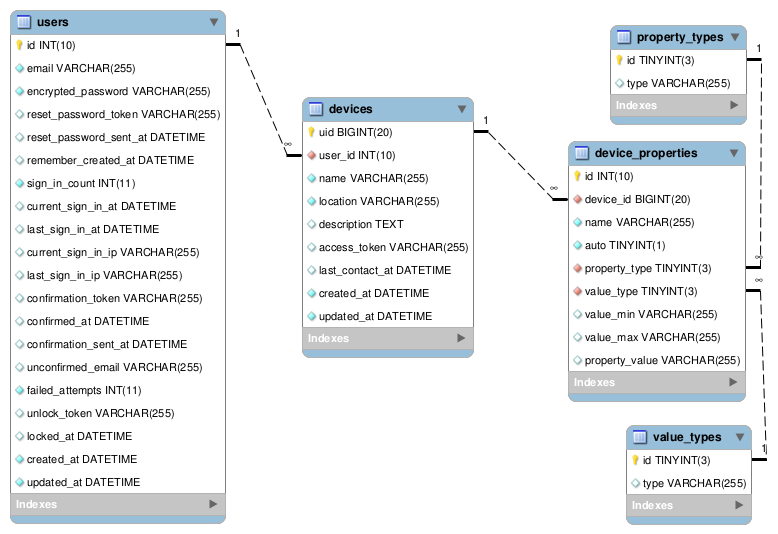 users
id INT(10)
email VARCHAR(255)
encrypted_password VARCHAR(255)
reset_password_token VARCHAR(255)
reset_password_sent_at DATETIME
remember_created_at DATETIME
sign_in_count INT(11)
current_sign_in_at DATETIME
last_sign_in_at DATETIME
current_sign_in_ip VARCHAR(255)
last_sign_in_ip VARCHAR(255)
confirmation_token VARCHAR(255)
confirmed_at DATETIME
confirmation_sent_at DATETIME
unconfirmed_email VARCHAR(255)
failed_attempts INT(11)
unlock_token VARCHAR(255)
locked_at DATETIME
created_at DATETIME
updated_at DATETIME
Indexes
1
∞
devices
uid BIGINT(20)
user_id INT(10)
name VARCHAR(255)
location VARCHAR(255)
description TEXT
access_token VARCHAR(255)
last_contact_at DATETIME
created_at DATETIME
updated_at DATETIME
Indexes
1
∞
property_types
id TINYINT(3)
type VARCHAR(255)
Indexes
1
device_properties
id INT(10)
device_id BIGINT(20)
name VARCHAR(255)
auto TINYINT(1)
property_type TINYINT(3)
value_type TINYINT(3)
value_min VARCHAR(255)
value_max VARCHAR(255)
property_value VARCHAR(255)
Indexes
∞
∞
value_types
id TINYINT(3)
type VARCHAR(255)
Indexes
1